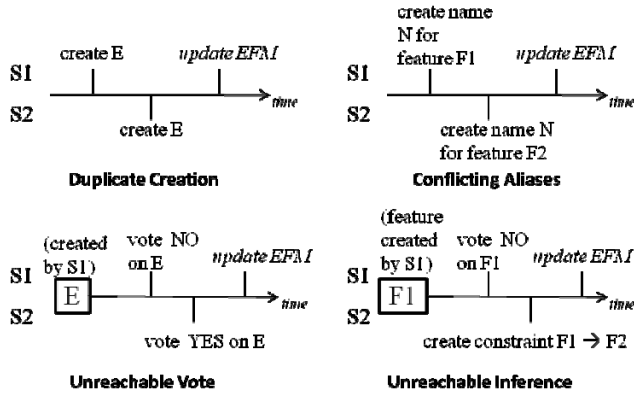 create E
update EFM
S1
S2
time
create E
Duplicate Creation
create name
N for
feature F1
update EFM
S1
S2
time
create name N
for feature F2
Conflicting Aliases
(created
by S1)
vote NO
on E
update EFM
S1
E
S2
time
vote YES on E
Unreachable Vote
(feature
created
by S1)
vote NO
on F1
update EFM
S1
F1
S2
time
create constraint F1 → F2
Unreachable Inference